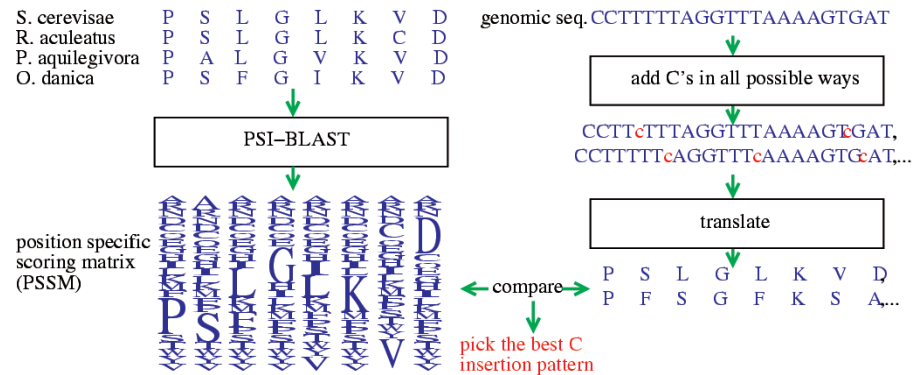 S. cerevisae P S L G L K V D
R. aculeatus P S L G L K C D
P. aquilegivora P A L G V K V D
O. danica P S F G I K V D
PSI–BLAST
position specific
scoring matrix
(PSSM)
genomic seq. CCTTTTTAGGTTTAAAAGTGAT
add C's in all possible ways
CCTTcTTTAGGTTTAAAAGTcGAT,
CCTTTTTcAGGTTTcAAAAGTGcAT,...
translate
P S L G L K V D,
P F S G F K S A,...
compare
pick the best C
insertion pattern